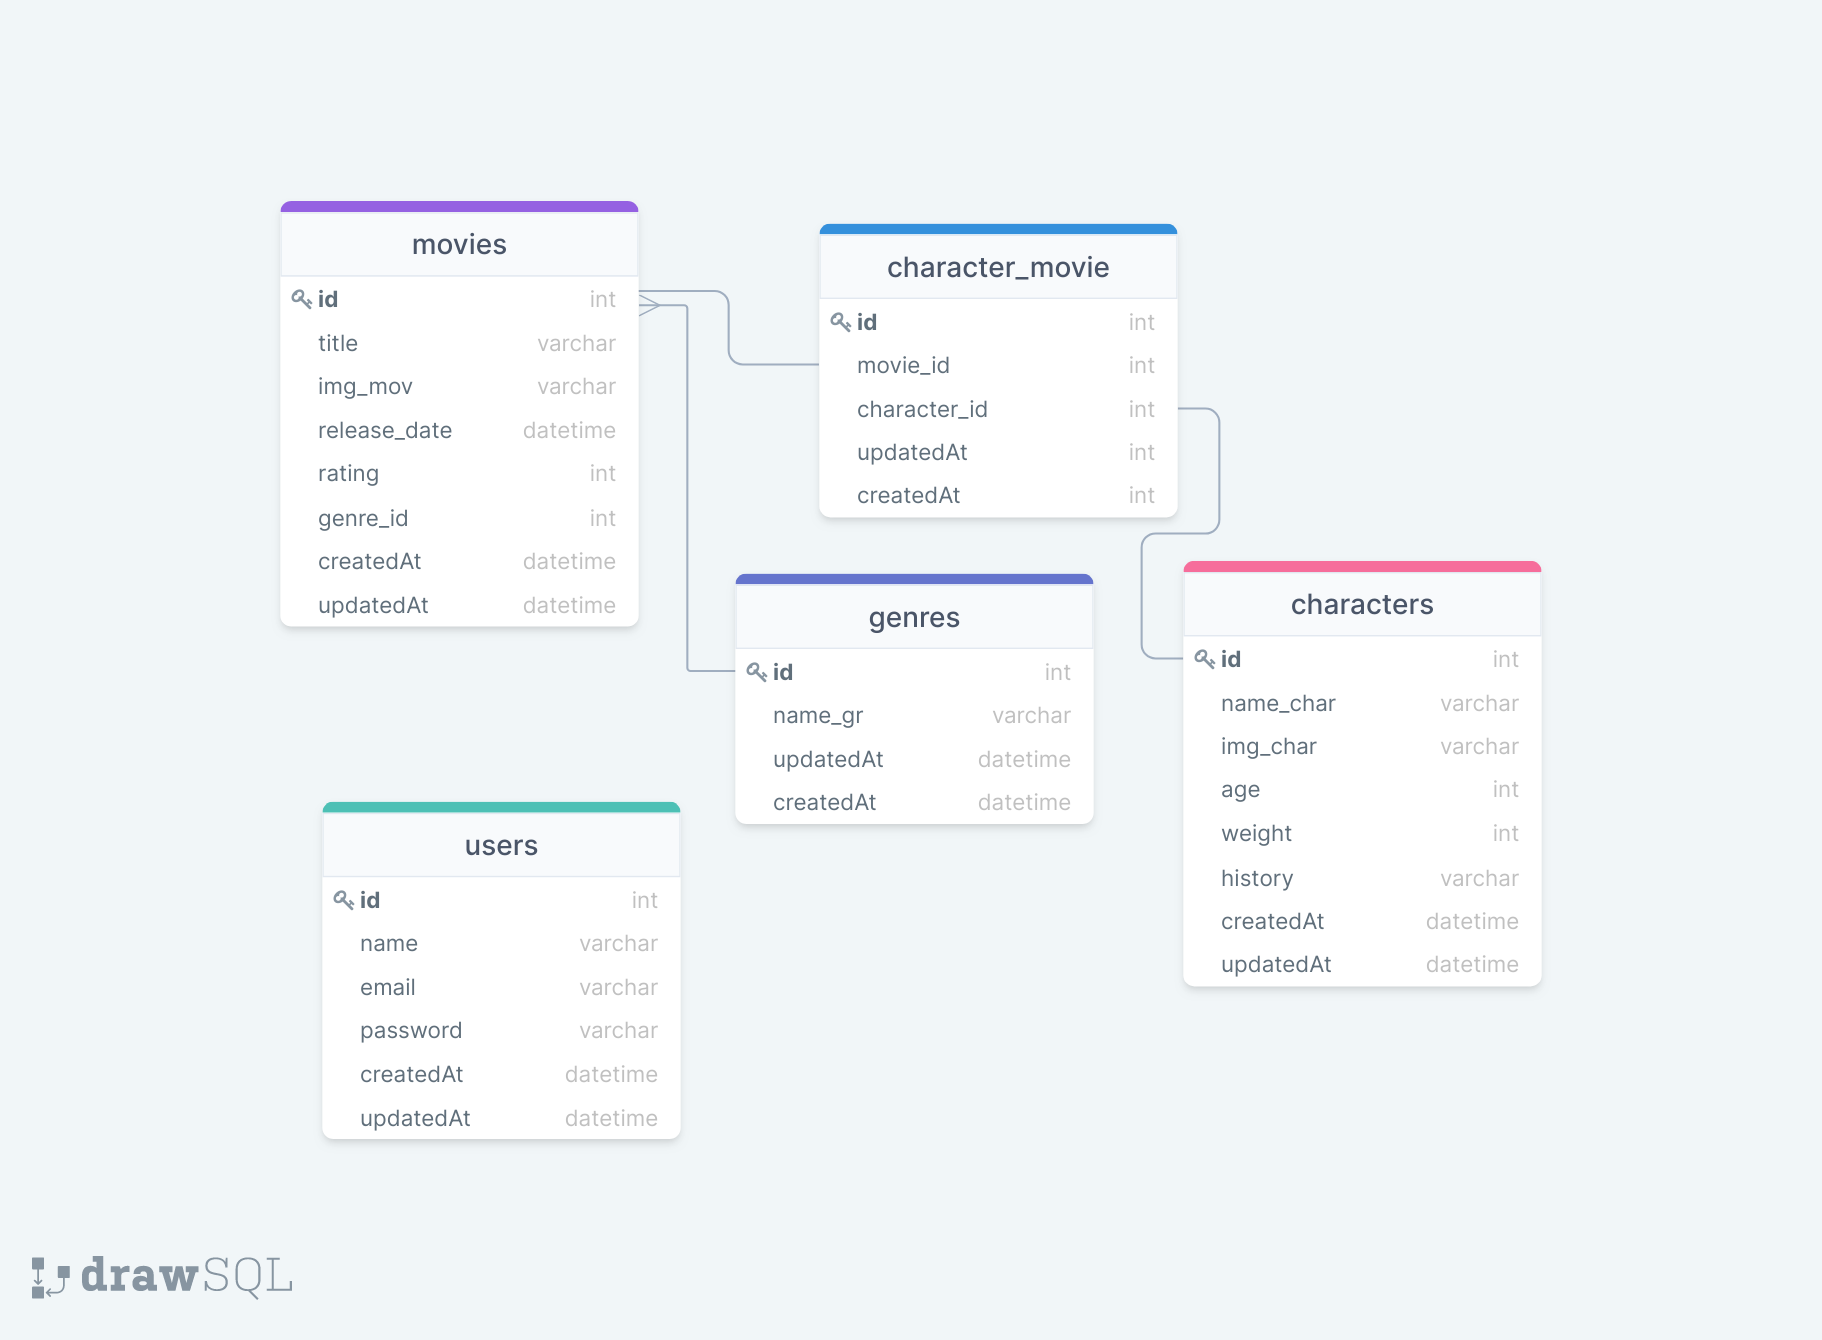 movies
id int
title varchar
img_mov varchar
release_date datetime
rating int
genre_id int
createdAt datetime
updatedAt datetime
character_movie
id int
movie_id int
character_id int
updatedAt int
createdAt int
genres
id int
name_gr varchar
updatedAt datetime
createdAt datetime
characters
id int
name_char varchar
img_char varchar
age int
weight int
history varchar
createdAt datetime
updatedAt datetime
users
id int
name varchar
email varchar
password varchar
createdAt datetime
updatedAt datetime
drawSQL